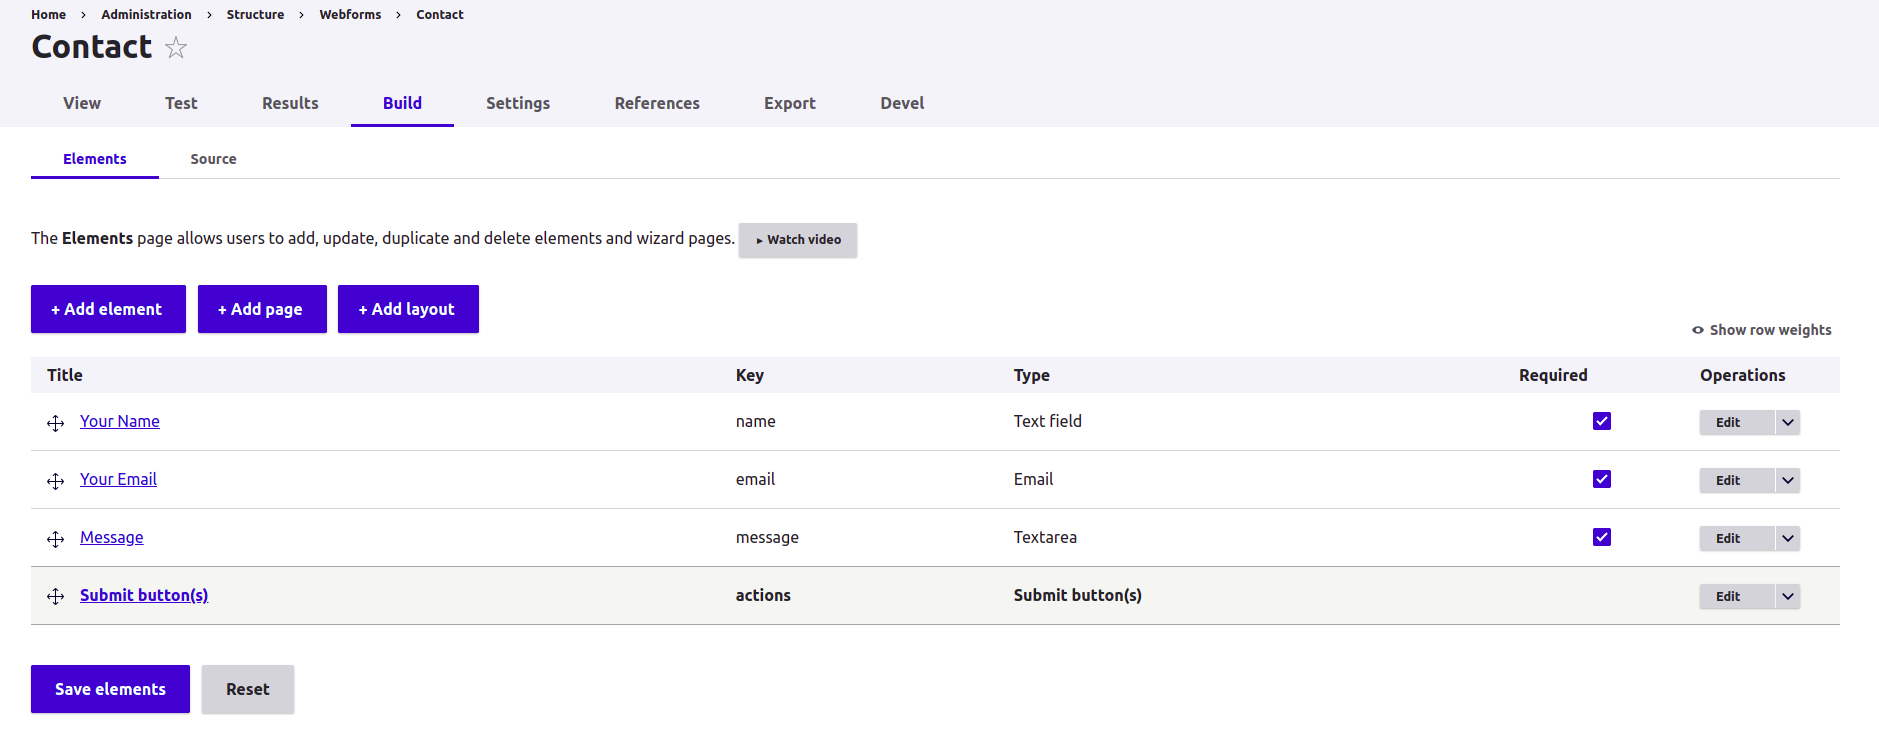 Home > Administration > Structure > Webforms > Contact
Contact
View Test Results Build Settings References Export Devel
Elements Source
The Elements page allows users to add, update, duplicate and delete elements and wizard pages. ▸ Watch video
+ Add element + Add page + Add layout
Show row weights
Title Key Type Required Operations
Your Name name Text field Edit
Your Email email Email Edit
Message message Textarea Edit
Submit button(s) actions Submit button(s) Edit
Save elements Reset